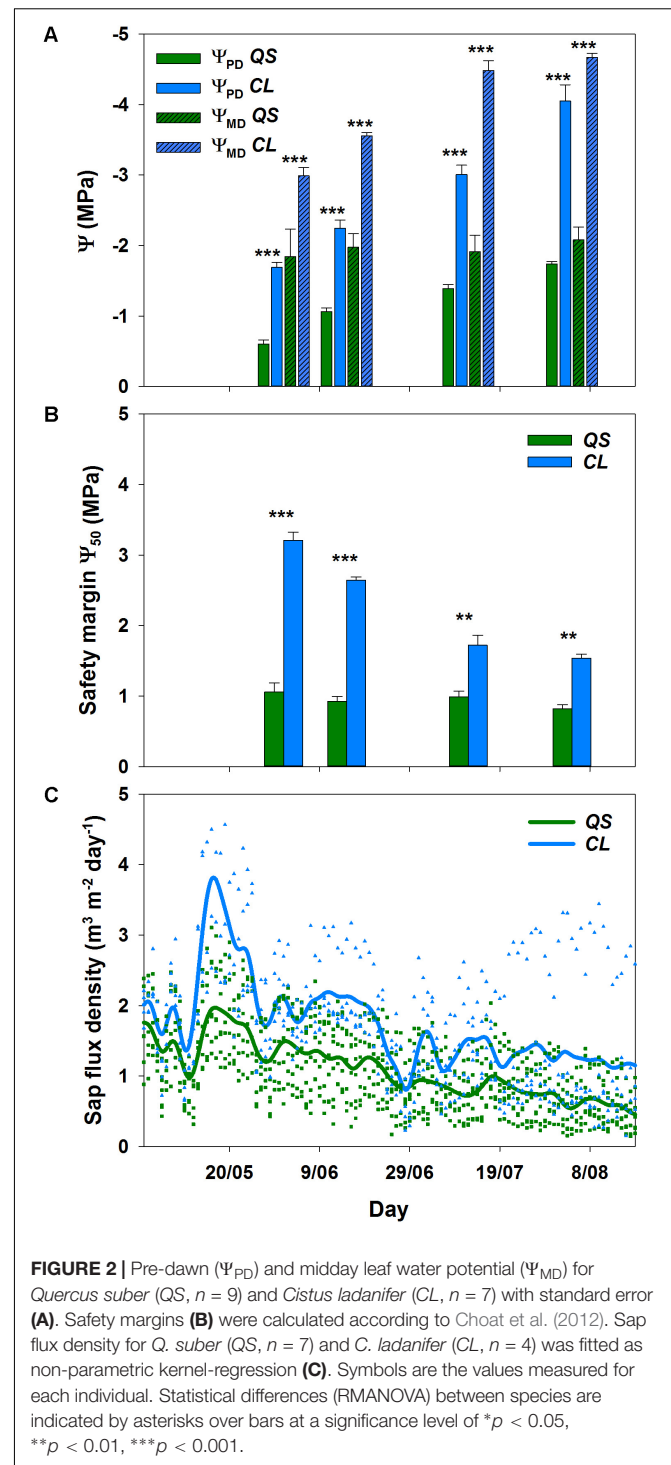 A
-5
-4
-3
-2
-1
0
Ψ (MPa)
Ψ_PD QS
Ψ_PD CL
Ψ_MD QS
Ψ_MD CL
*** *** *** *** *** *** *** ***
B
5
4
3
2
1
0
Safety margin Ψ_50 (MPa)
QS
CL
*** *** ** **
C
5
4
3
2
1
0
Sap flux density (m³ m⁻² day⁻¹)
QS
CL
20/05 9/06 29/06 19/07 8/08
Day
FIGURE 2 | Pre-dawn (Ψ_PD) and midday leaf water potential (Ψ_MD) for
Quercus suber (QS, n = 9) and Cistus ladanifer (CL, n = 7) with standard error
(A). Safety margins (B) were calculated according to Choat et al. (2012). Sap
flux density for Q. suber (QS, n = 7) and C. ladanifer (CL, n = 4) was fitted as
non-parametric kernel-regression (C). Symbols are the values measured for
each individual. Statistical differences (RMANOVA) between species are
indicated by asterisks over bars at a significance level of *p < 0.05,
**p < 0.01, ***p < 0.001.